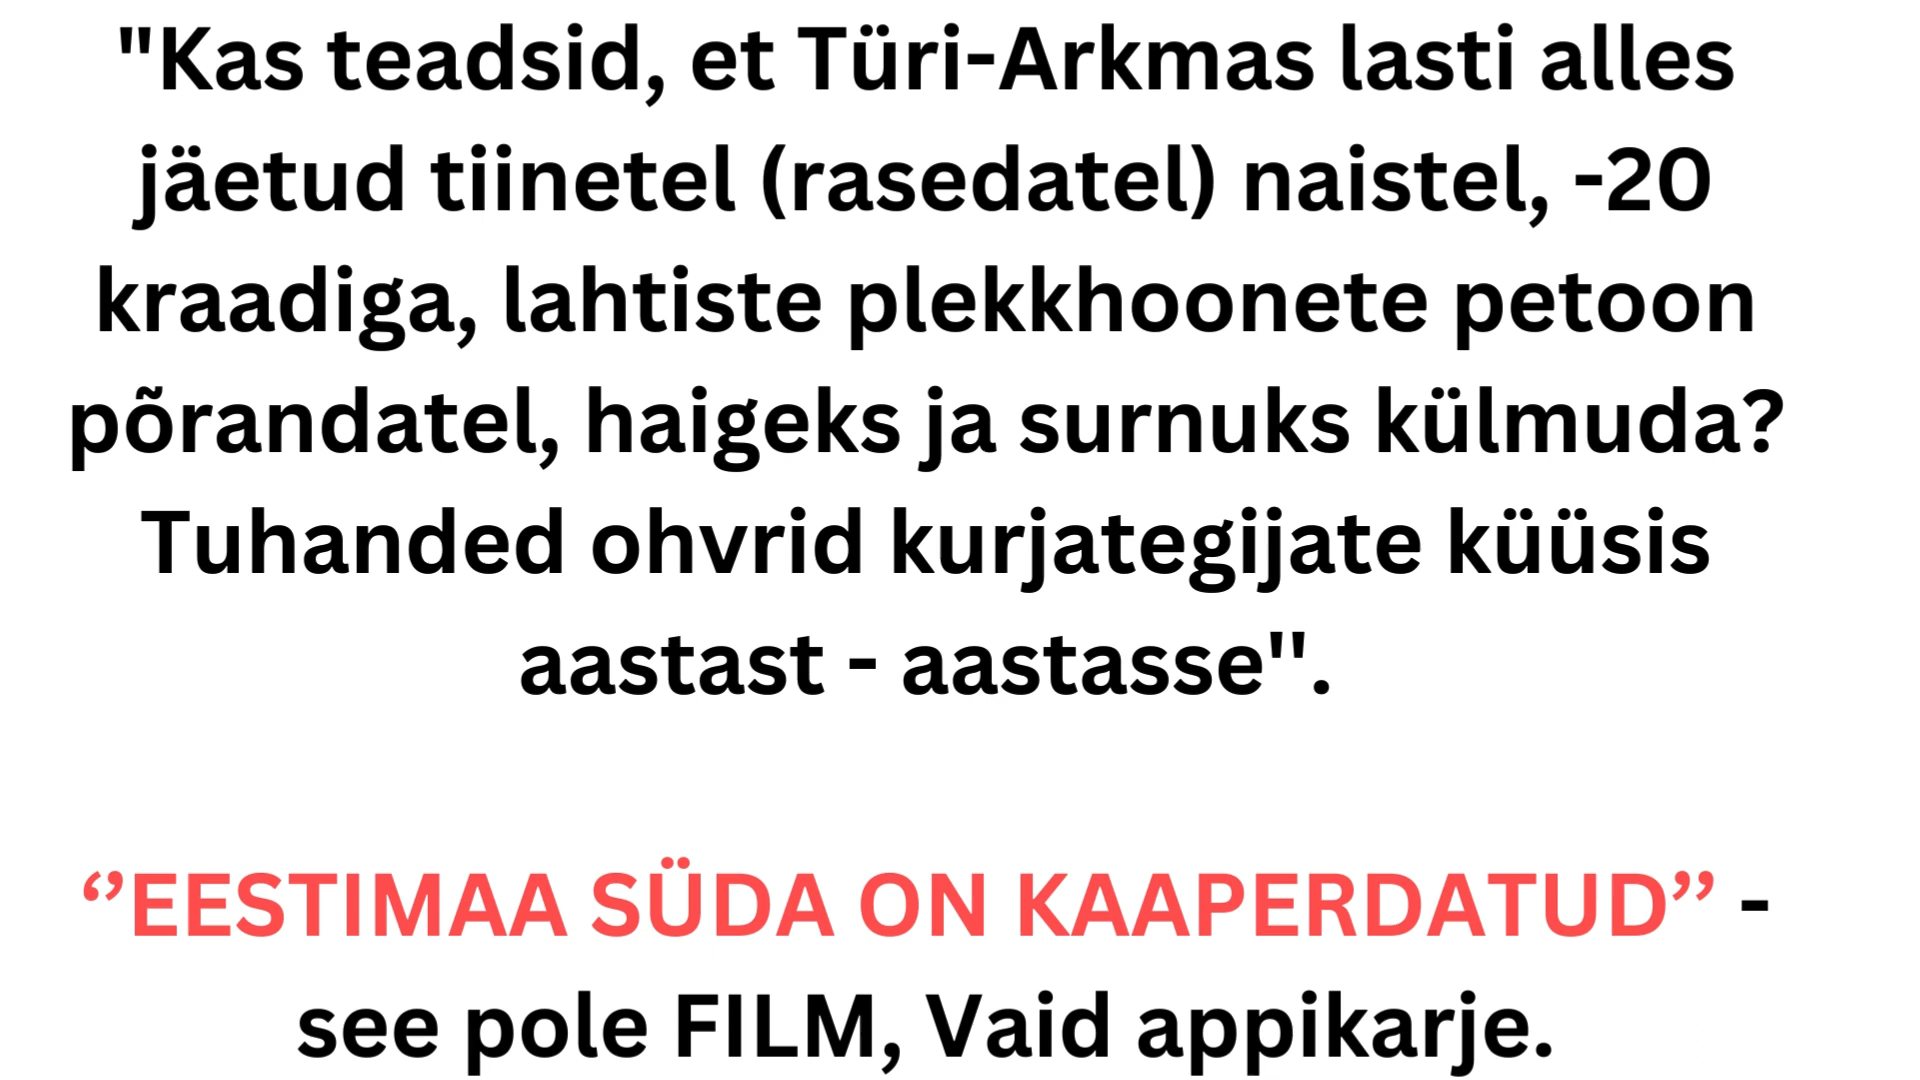 "Kas teadsid, et Türi-Arkmas lasti alles
jäetud tiinetel (rasedatel) naistel, -20
kraadiga, lahtiste plekkhoonete petoon
põrandatel, haigeks ja surnuks külmuda?
Tuhanded ohvrid kurjategijate küüsis
aastast - aastasse".
‘’EESTIMAA SÜDA ON KAAPERDATUD’’ -
see pole FILM, Vaid appikarje.